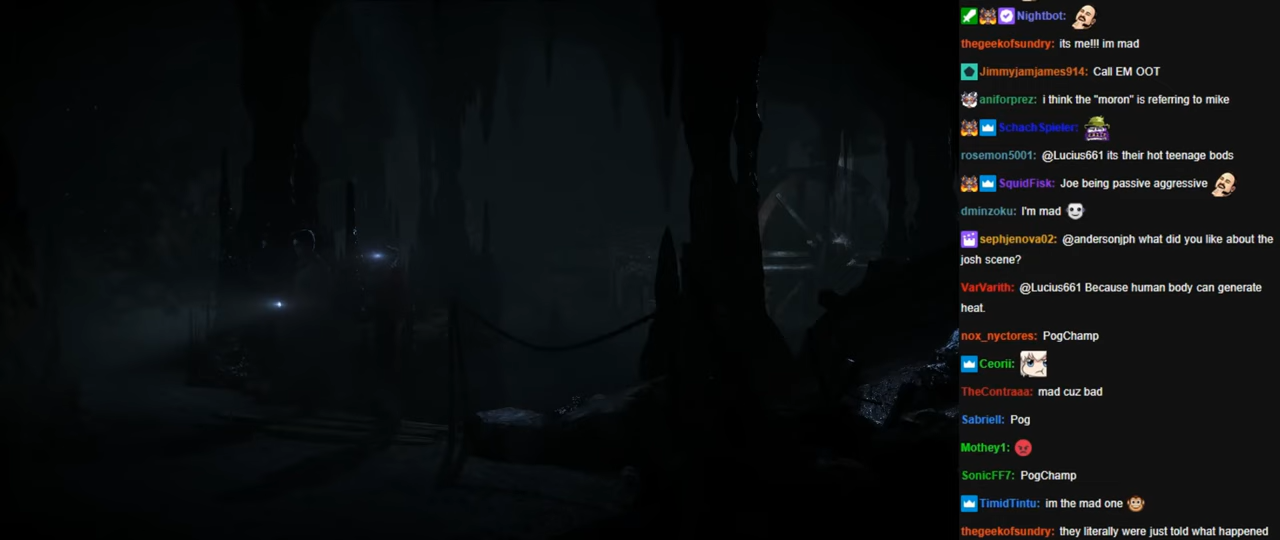 Nightbot:
thegeekofsundry: its me!!! im mad
Jimmyjamjames914: Call EM OOT
aniforprez: i think the "moron" is referring to mike
SchachSpieler:
rosemon5001: @Lucius661 its their hot teenage bods
SquidFisk: Joe being passive aggressive
dminzoku: I'm mad
sephjenova02: @andersonjph what did you like about the
josh scene?
VarVarith: @Lucius661 Because human body can generate
heat.
nox_nyctores: PogChamp
Ceorii:
TheContraaa: mad cuz bad
Sabriell: Pog
Mothey1:
SonicFF7: PogChamp
TimidTintu: im the mad one
thegeekofsundry: they literally were just told what happened